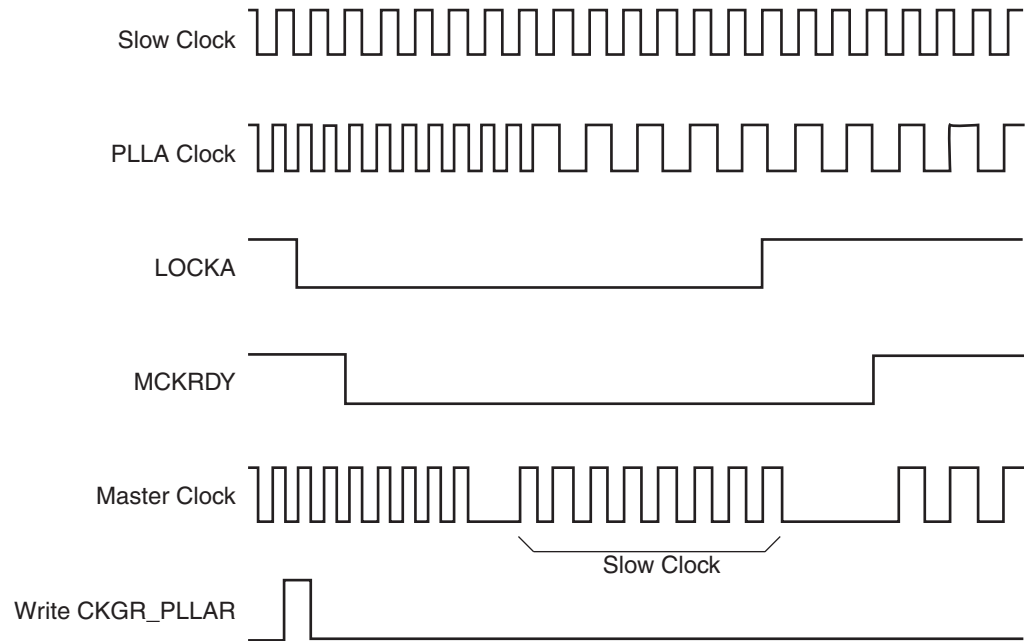 Slow Clock
PLLA Clock
LOCKA
MCKRDY
Master Clock
Slow Clock
Write CKGR_PLLAR